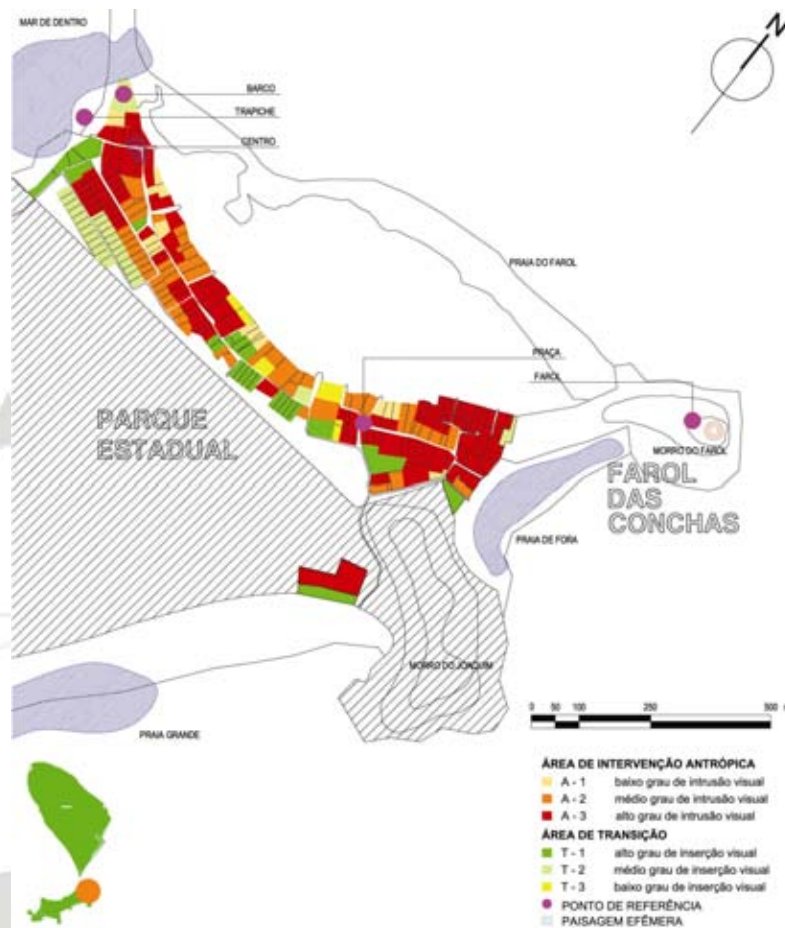 MAR DE DENTRO
N
BARCO
TRAPICHE
CENTRO
PRAIA DO FAROL
PRAÇA
FAROL
PARQUE
ESTADUAL
MORRO DO FAROL
FAROL
DAS
CONCHAS
PRAIA DE FORA
MORRO DO JONQUIM
PRAIA GRANDE
0 50 100 250 500
ÁREA DE INTERVENÇÃO ANTRÓPICA
A - 1 baixo grau de intrusão visual
A - 2 médio grau de intrusão visual
A - 3 alto grau de intrusão visual
ÁREA DE TRANSIÇÃO
T - 1 alto grau de inserção visual
T - 2 médio grau de inserção visual
T - 3 baixo grau de inserção visual
PONTO DE REFERÊNCIA
PAISAGEM EFÊMERA